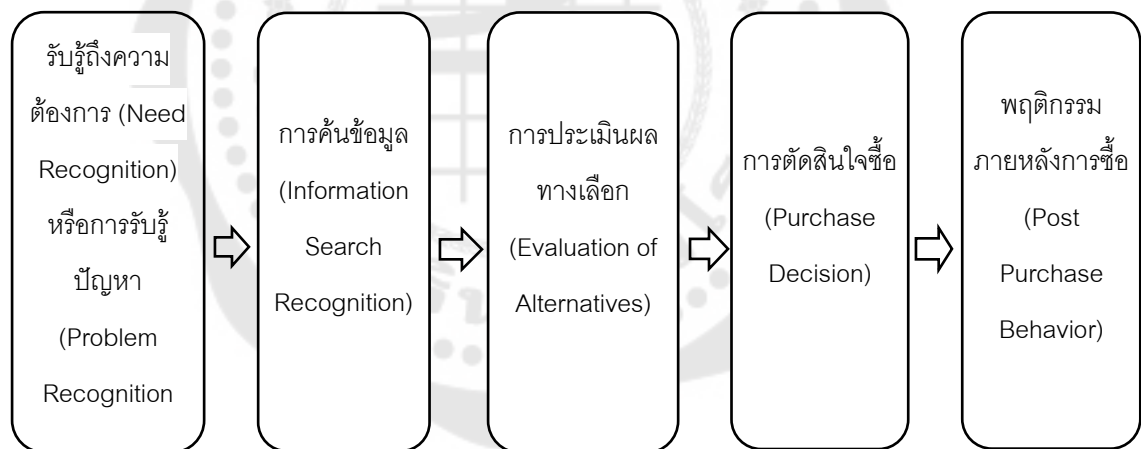 รับรู้ถึงความ
ต้องการ (Need
Recognition)
หรือการรับรู้
ปัญหา
(Problem
Recognition
การค้นข้อมูล
(Information
Search
Recognition)
การประเมินผล
ทางเลือก
(Evaluation of
Alternatives)
การตัดสินใจซื้อ
(Purchase
Decision)
พฤติกรรม
ภายหลังการซื้อ
(Post
Purchase
Behavior)